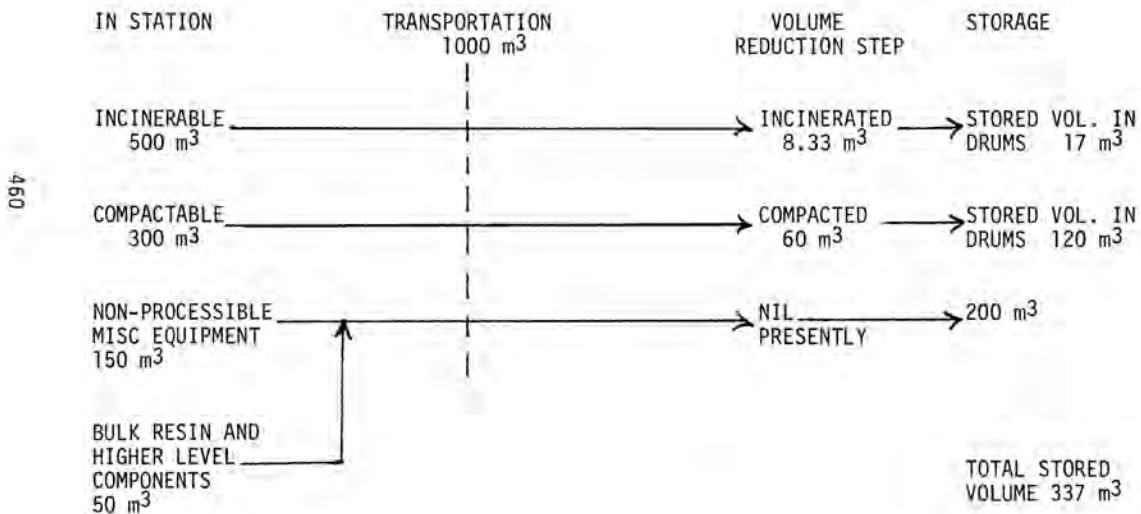 IN STATION
TRANSPORTATION
1000 m³
VOLUME
REDUCTION STEP
STORAGE
INCINERABLE
500 m³
INCINERATED
8.33 m³
STORED VOL. IN
DRUMS 17 m³
460
COMPACTABLE
300 m³
COMPACTED
60 m³
STORED VOL. IN
DRUMS 120 m³
NON-PROCESSIBLE
MISC EQUIPMENT
150 m³
NIL
PRESENTLY
200 m³
BULK RESIN AND
HIGHER LEVEL
COMPONENTS
50 m³
TOTAL STORED
VOLUME 337 m³